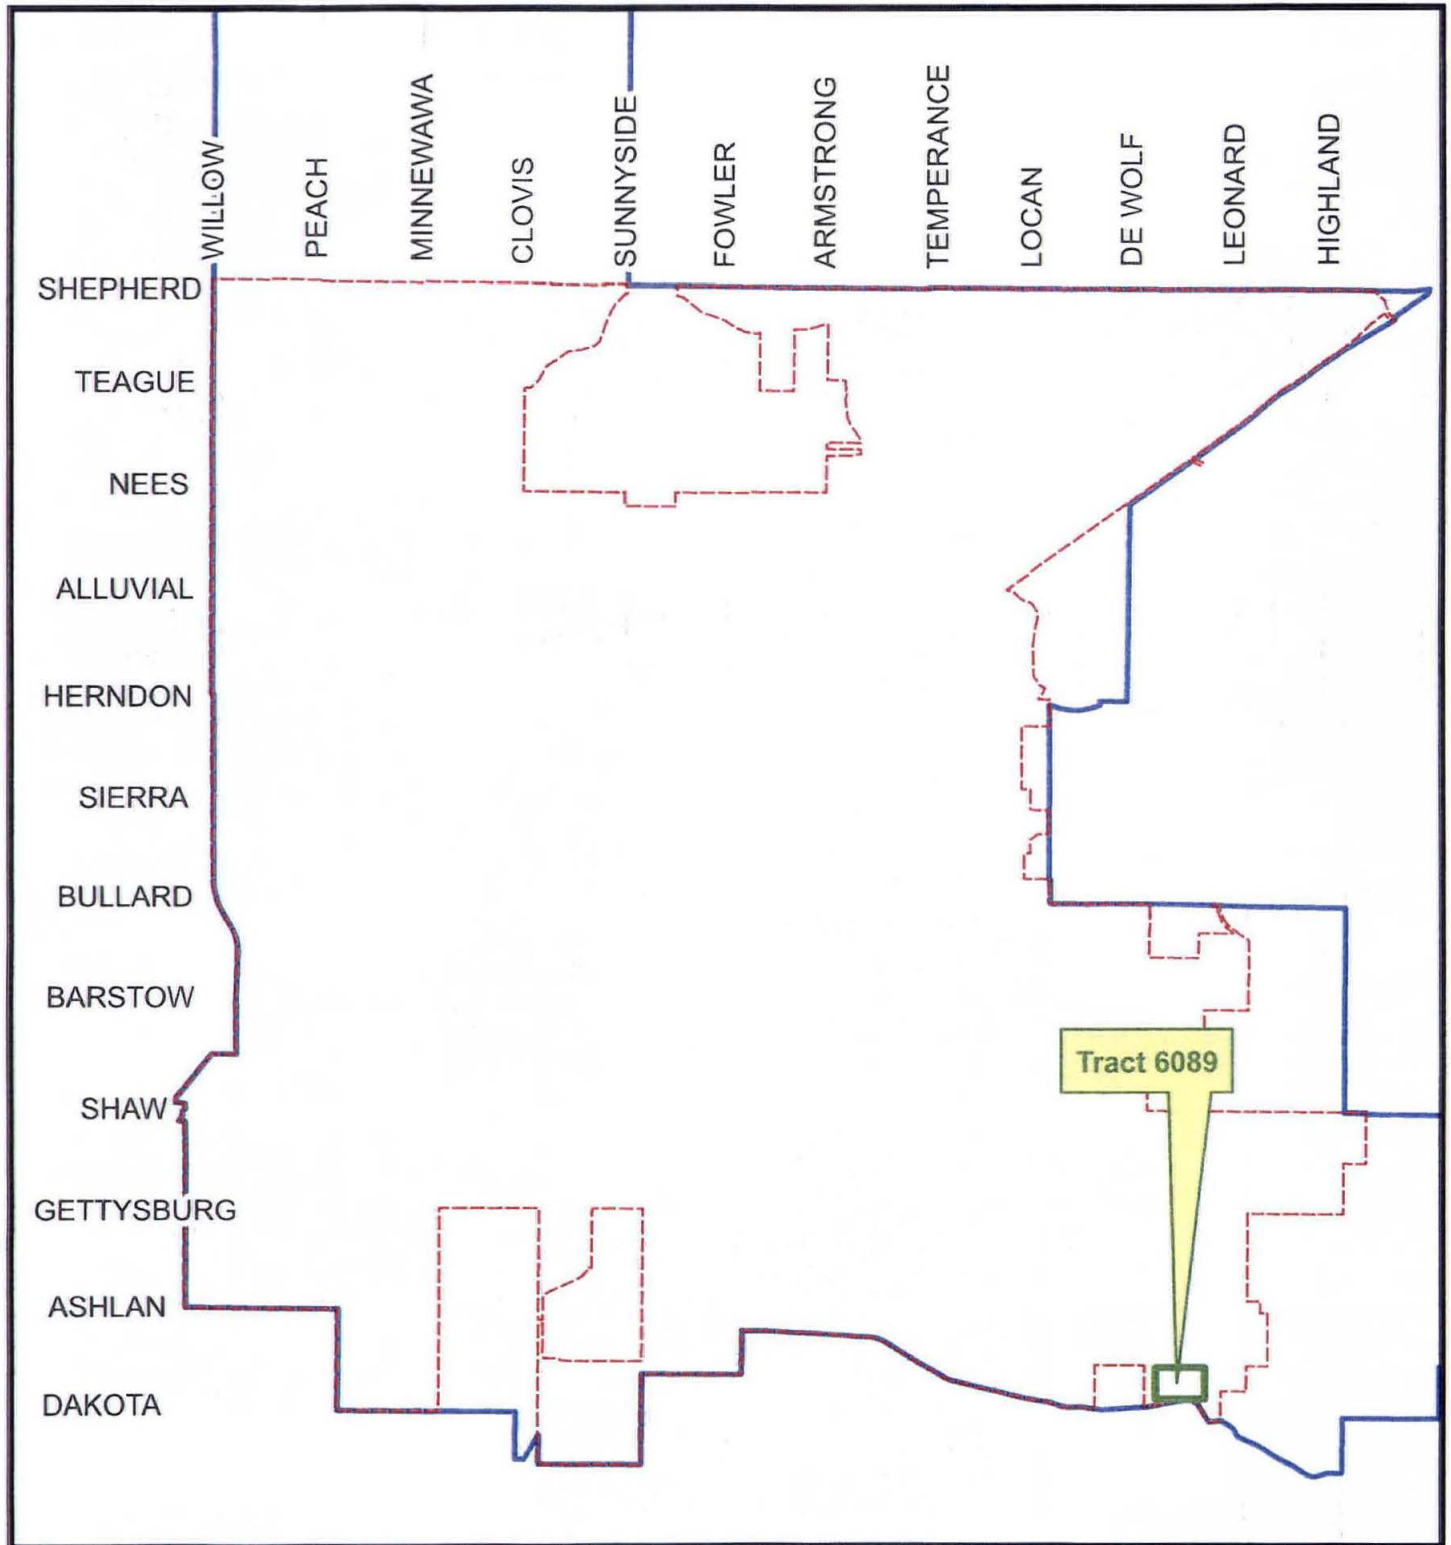 WILLOW
PEACH
MINNEWAWA
CLOVIS
SUNNYSIDE
FOWLER
ARMSTRONG
TEMPERANCE
LOCAN
DE WOLF
LEONARD
HIGHLAND
SHEPHERD
TEAGUE
NEES
ALLUVIAL
HERNDON
SIERRA
BULLARD
BARSTOW
Tract 6089
SHAW
GETTYSBURG
ASHLAN
DAKOTA